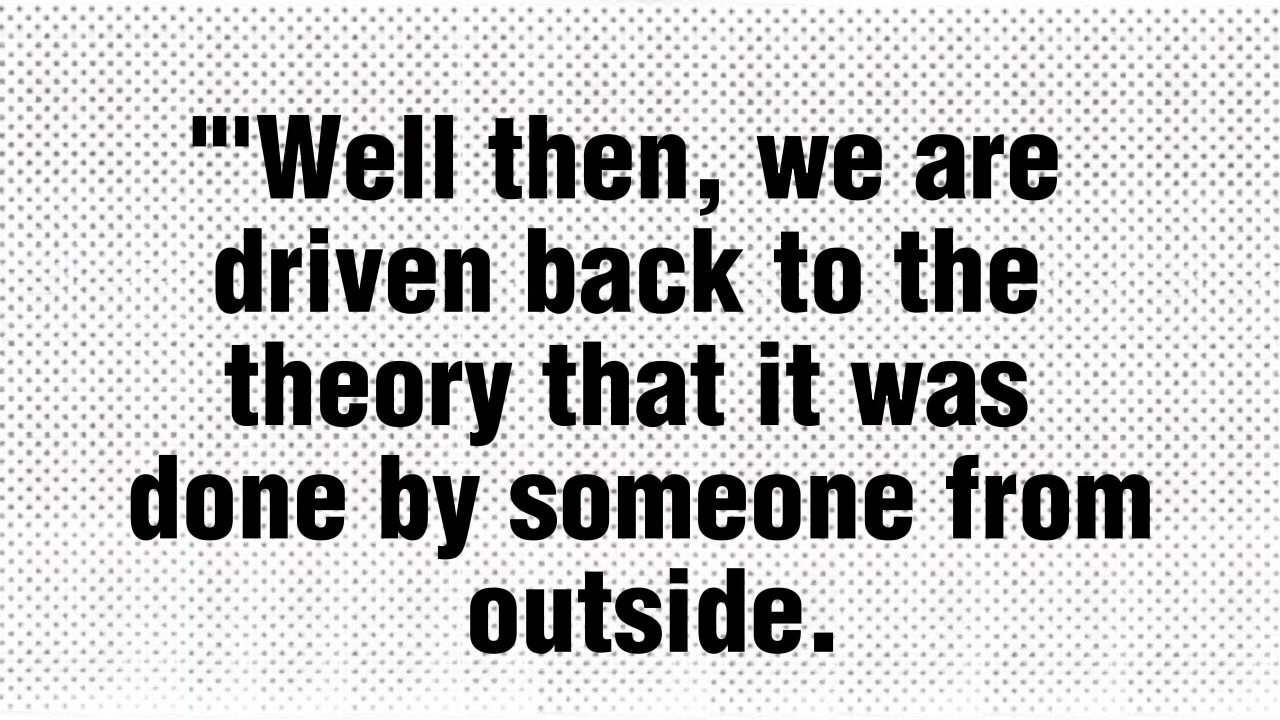 "'Well then, we are
driven back to the
theory that it was
done by someone from
outside.